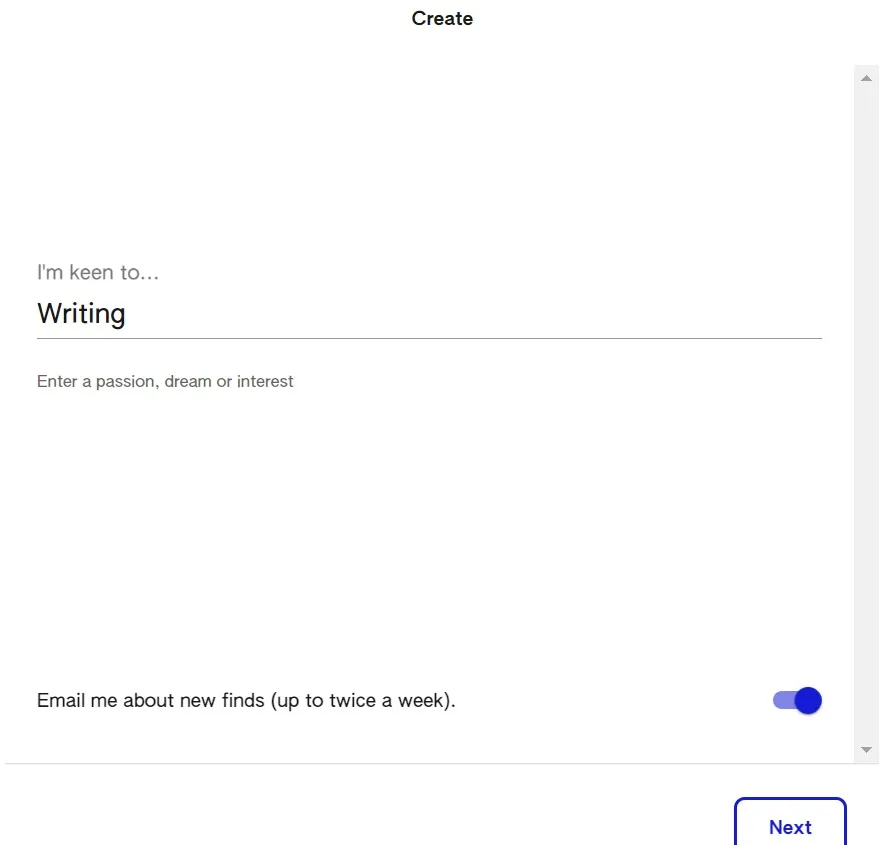 Create
I'm keen to...
Writing
Enter a passion, dream or interest
Email me about new finds (up to twice a week).
Next